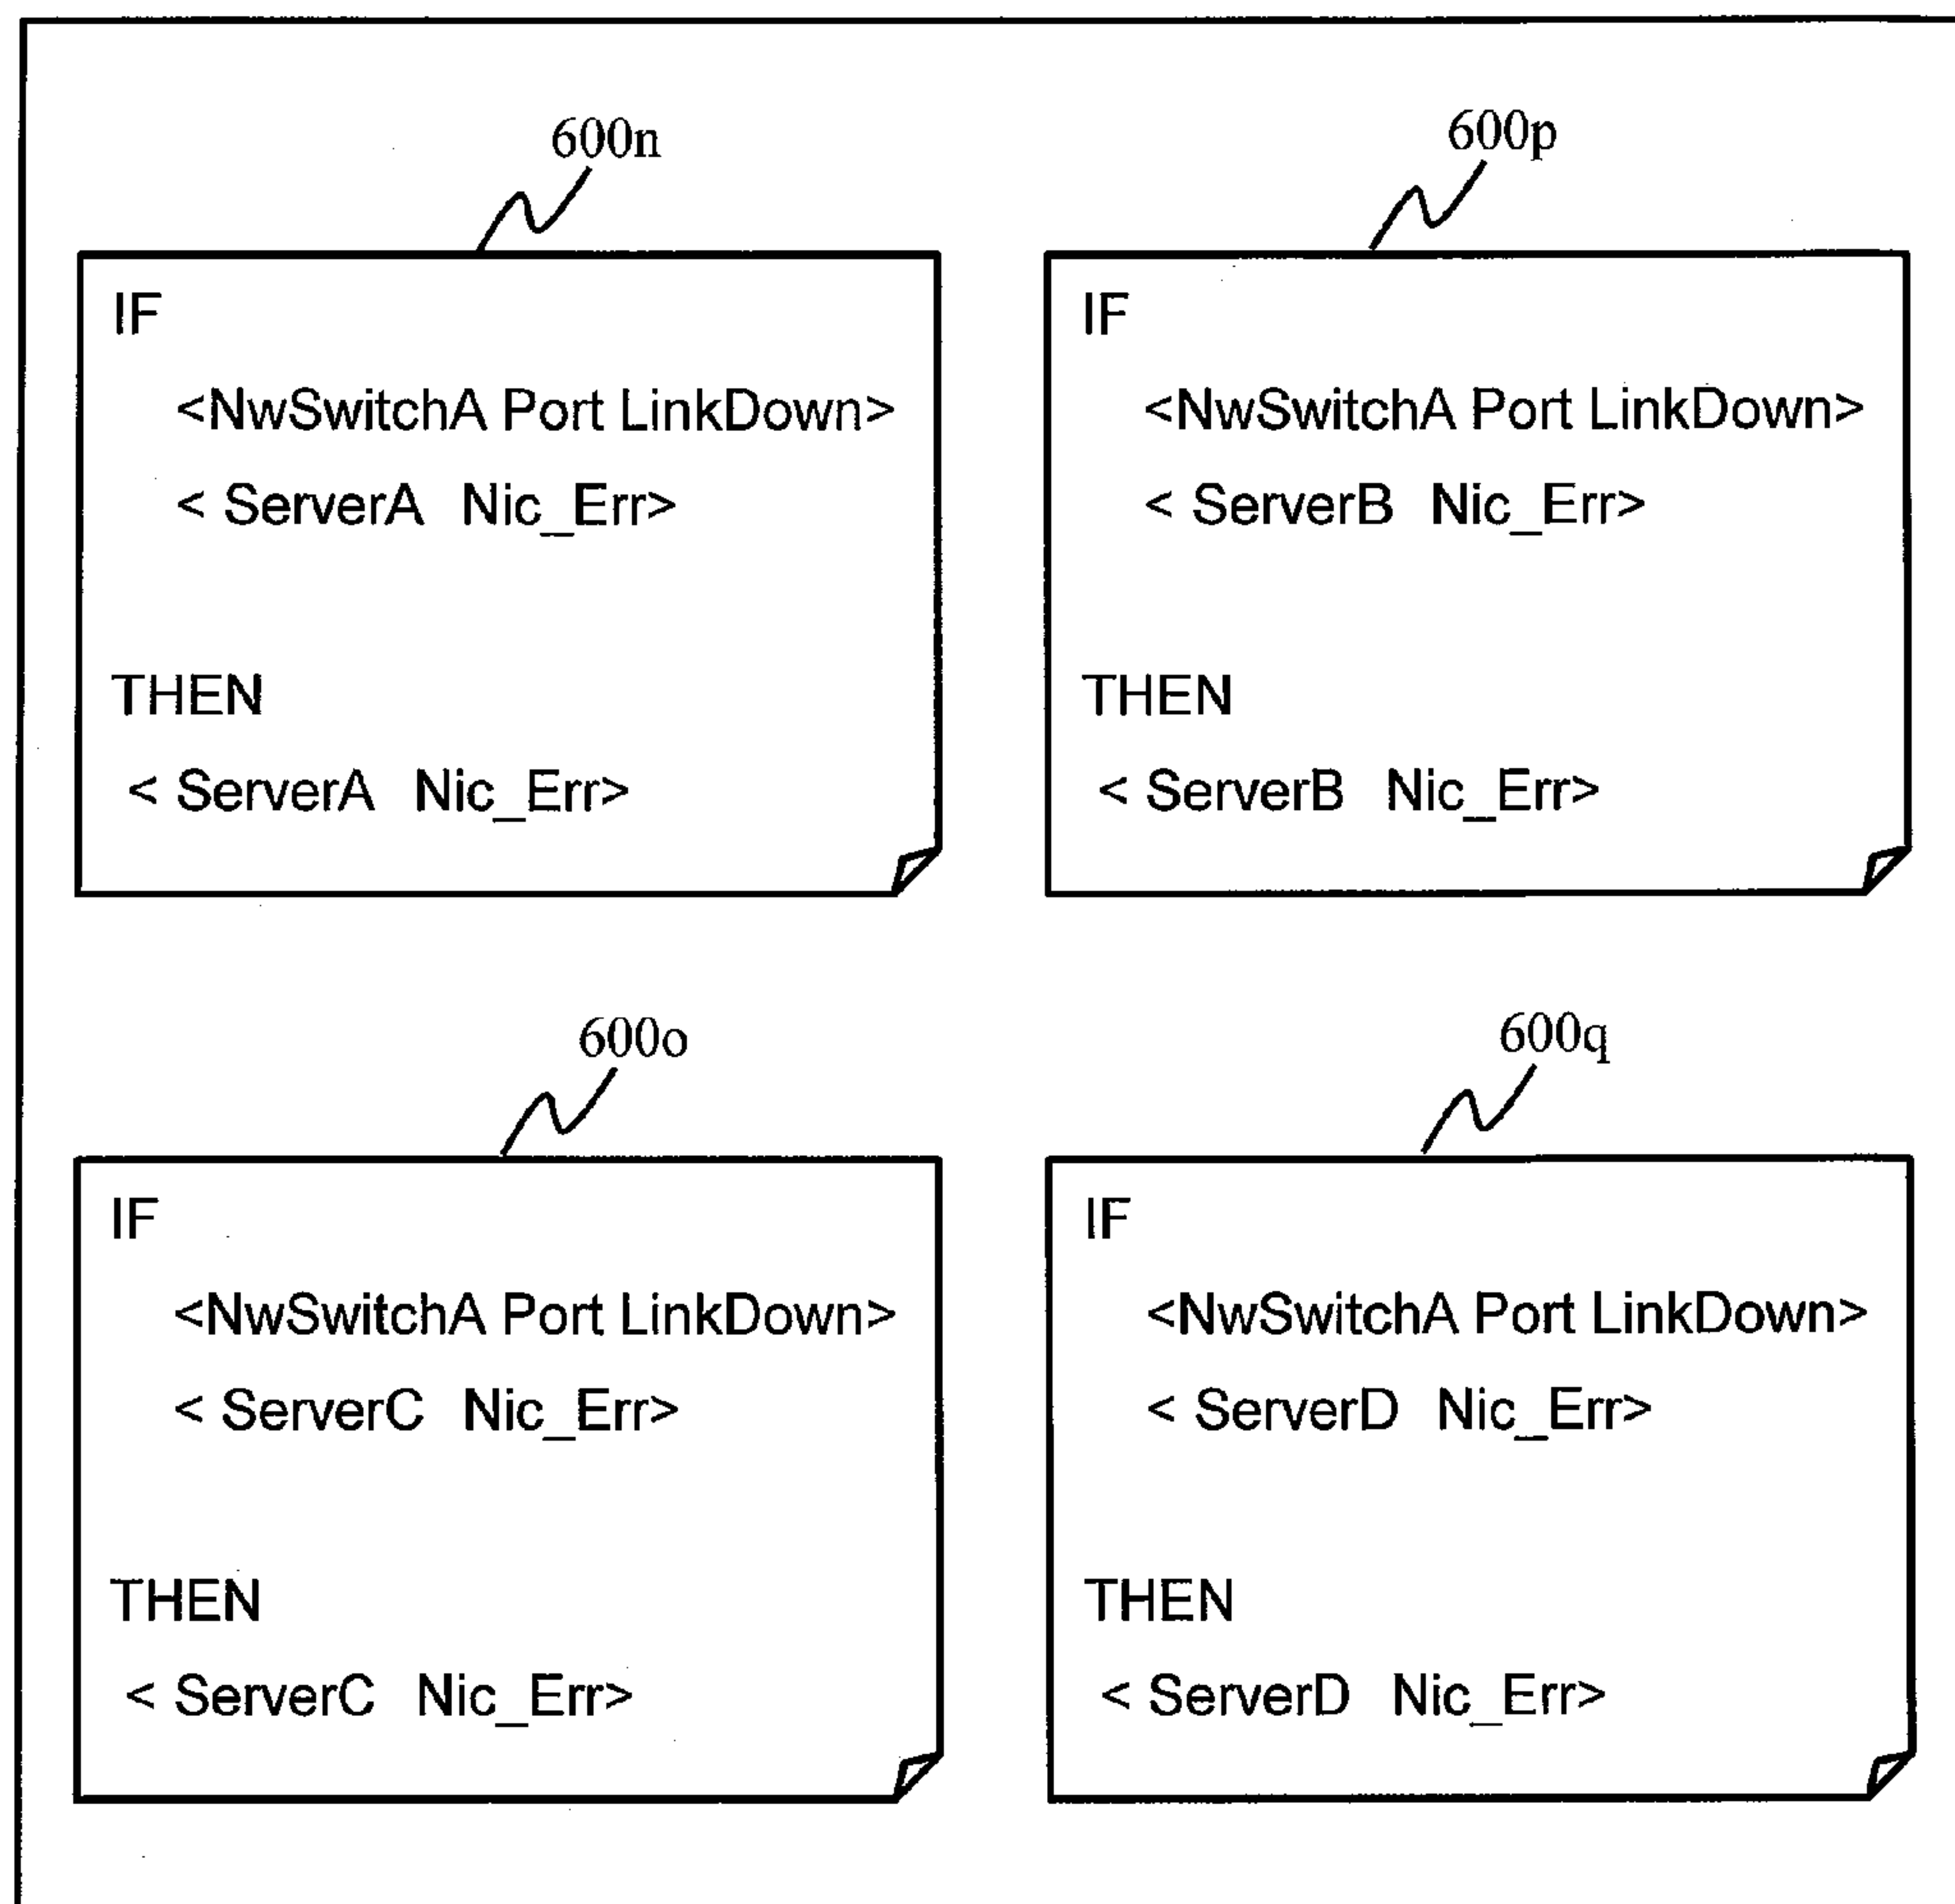 600n
IF
<NwSwitchA Port LinkDown>
< ServerA Nic_Err>
THEN
< ServerA Nic_Err>
600p
IF
<NwSwitchA Port LinkDown>
< ServerB Nic_Err>
THEN
< ServerB Nic_Err>
600o
IF
<NwSwitchA Port LinkDown>
< ServerC Nic_Err>
THEN
< ServerC Nic_Err>
600q
IF
<NwSwitchA Port LinkDown>
< ServerD Nic_Err>
THEN
< ServerD Nic_Err>